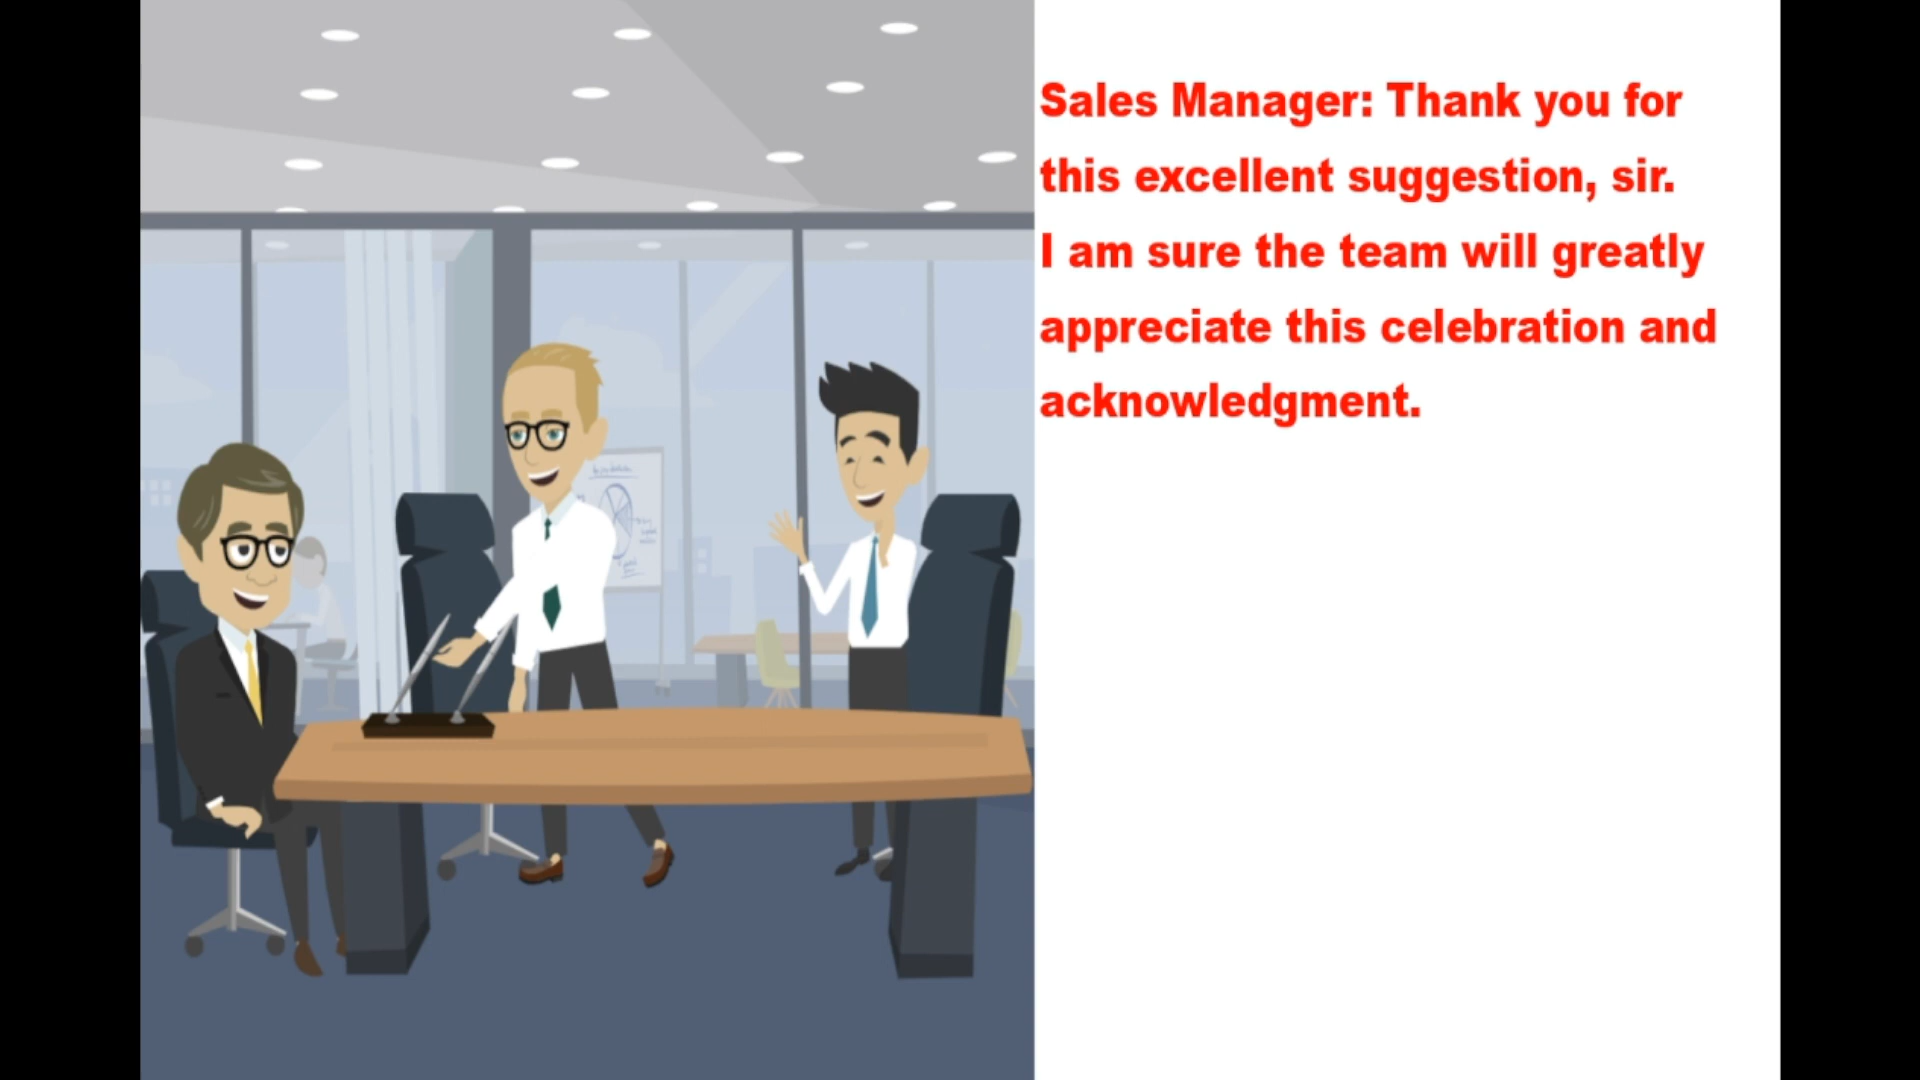 Sales Manager: Thank you for
this excellent suggestion, sir.
I am sure the team will greatly
appreciate this celebration and
acknowledgment.